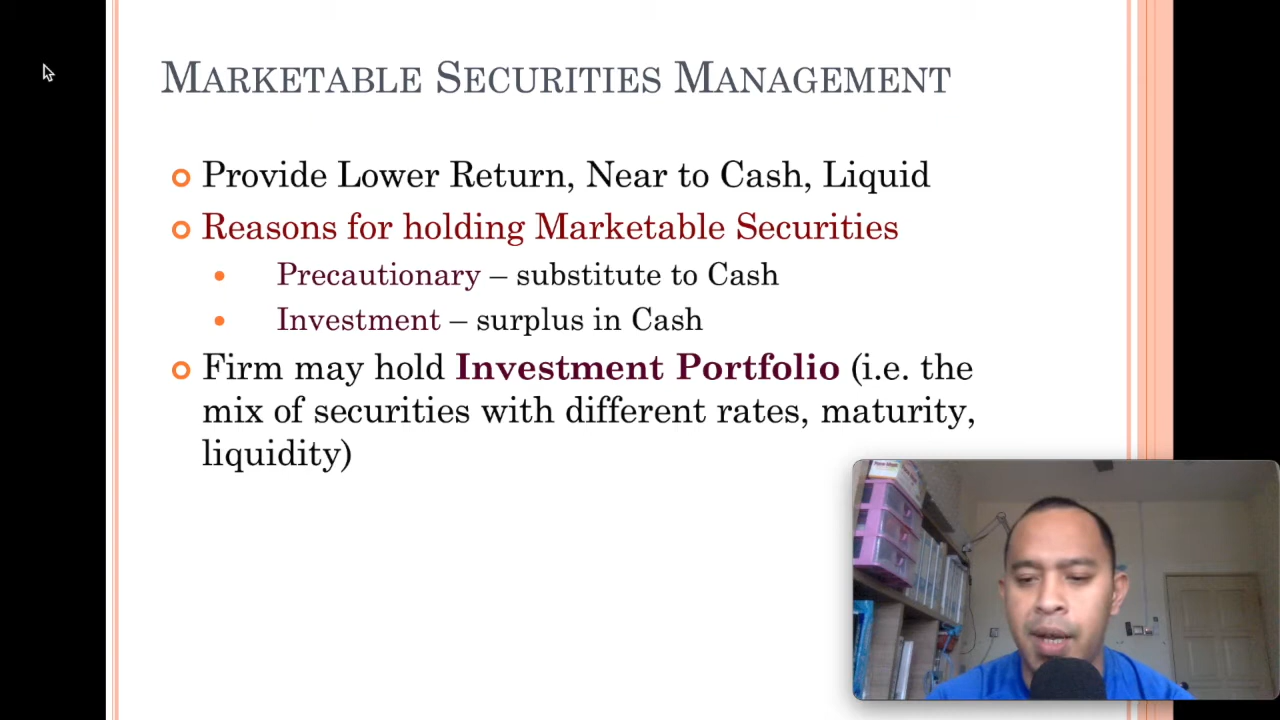 MARKETABLE SECURITIES MANAGEMENT
Provide Lower Return, Near to Cash, Liquid
Reasons for holding Marketable Securities
Precautionary – substitute to Cash
Investment – surplus in Cash
Firm may hold Investment Portfolio (i.e. the
mix of securities with different rates, maturity,
liquidity)